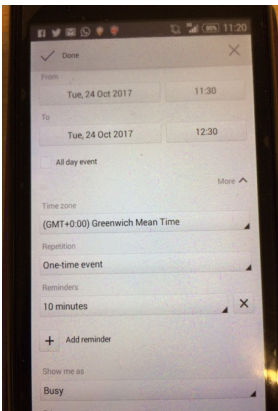 11:20
Done
From
Tue, 24 Oct 2017 11:30
To
Tue, 24 Oct 2017 12:30
All day event
More
Time zone
(GMT+0:00) Greenwich Mean Time
Repetition
One-time event
Reminders
10 minutes
Add reminder
Show me as
Busy